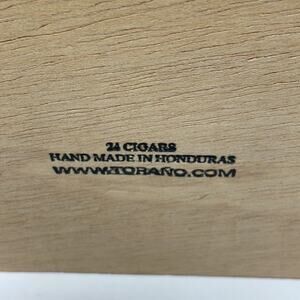 24 CIGARS
HAND MADE IN HONDURAS
WWW.TORAÑO.COM